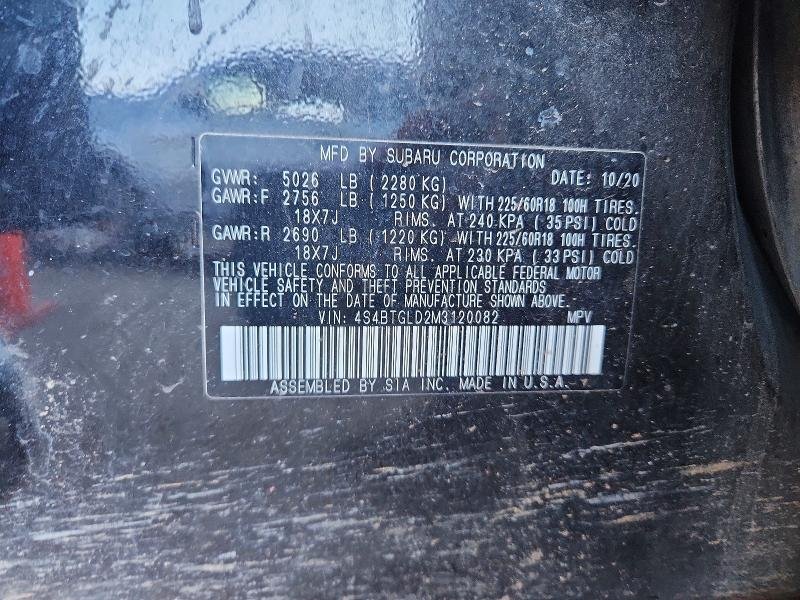 MFD BY SUBARU CORPORATION
GVWR: 5026 LB (2280 KG) DATE: 10/20
GAWR:F 2756 LB (1250 KG) WITH 225/60R18 100H TIRES.
18X7J RIMS. AT 240 KPA (35 PSI) COLD
GAWR:R 2690 LB (1220 KG) WITH 225/60R18 100H TIRES.
18X7J RIMS. AT 230 KPA (33 PSI) COLD
THIS VEHICLE CONFORMS TO ALL APPLICABLE FEDERAL MOTOR
VEHICLE SAFETY AND THEFT PREVENTION STANDARDS
IN EFFECT ON THE DATE OF MANUFACTURE SHOWN ABOVE.
VIN: 4S4BTGLD2M3120082 MPV
ASSEMBLED BY SIA INC. MADE IN U.S.A.